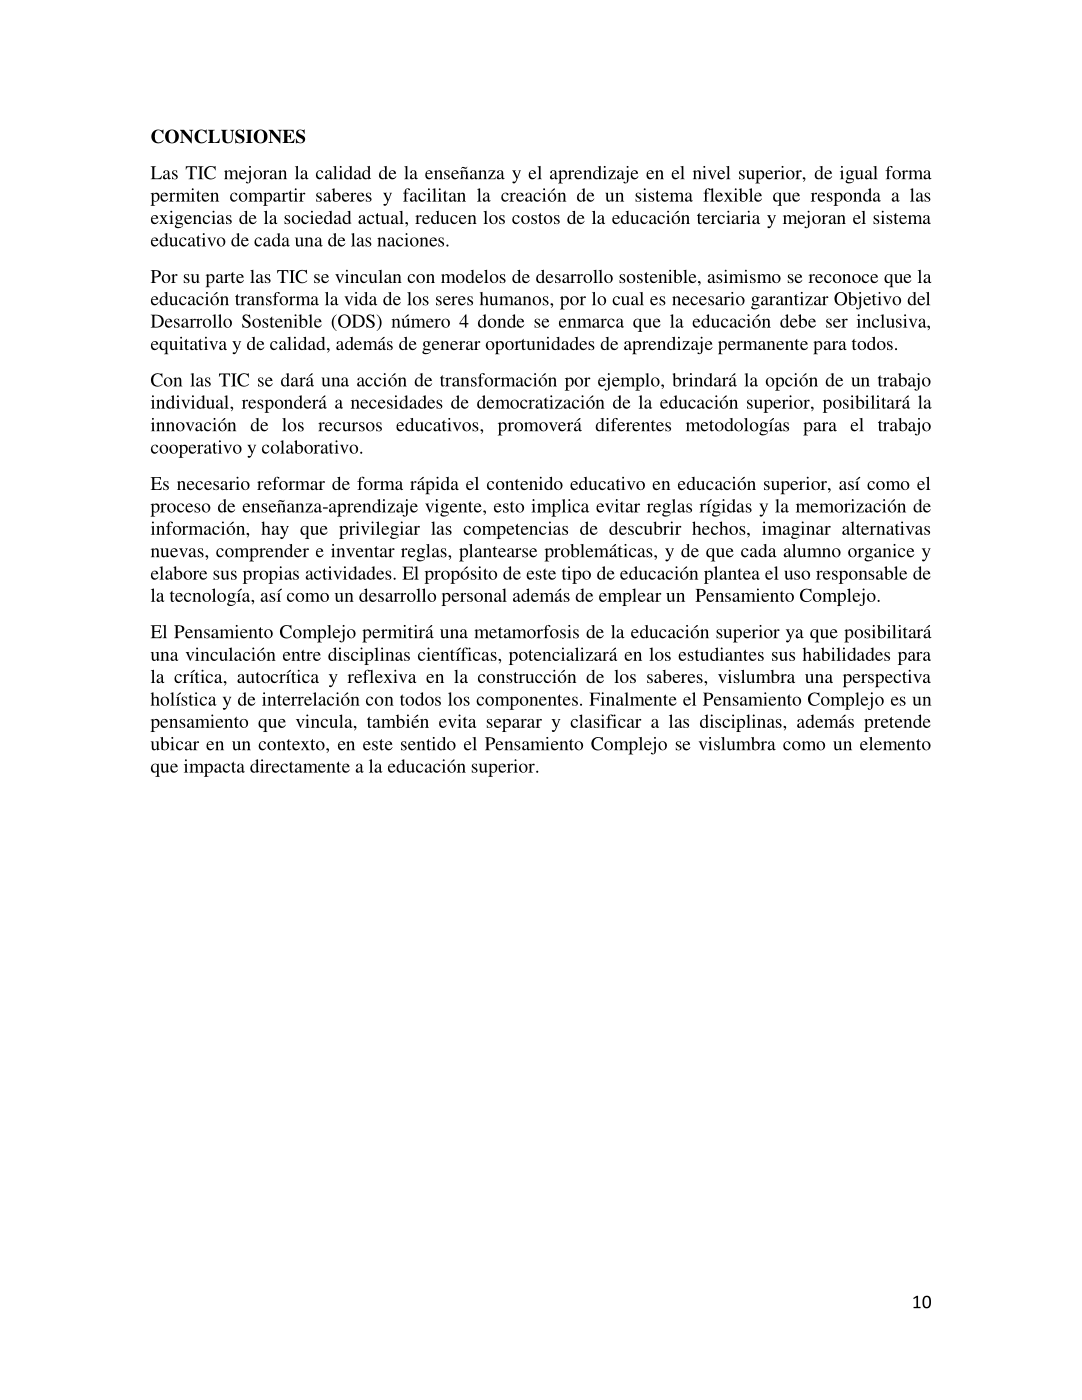 CONCLUSIONES
Las TIC mejoran la calidad de la enseñanza y el aprendizaje en el nivel superior, de igual forma
permiten compartir saberes y facilitan la creación de un sistema flexible que responda a las
exigencias de la sociedad actual, reducen los costos de la educación terciaria y mejoran el sistema
educativo de cada una de las naciones.
Por su parte las TIC se vinculan con modelos de desarrollo sostenible, asimismo se reconoce que la
educación transforma la vida de los seres humanos, por lo cual es necesario garantizar Objetivo del
Desarrollo Sostenible (ODS) número 4 donde se enmarca que la educación debe ser inclusiva,
equitativa y de calidad, además de generar oportunidades de aprendizaje permanente para todos.
Con las TIC se dará una acción de transformación por ejemplo, brindará la opción de un trabajo
individual, responderá a necesidades de democratización de la educación superior, posibilitará la
innovación de los recursos educativos, promoverá diferentes metodologías para el trabajo
cooperativo y colaborativo.
Es necesario reformar de forma rápida el contenido educativo en educación superior, así como el
proceso de enseñanza-aprendizaje vigente, esto implica evitar reglas rígidas y la memorización de
información, hay que privilegiar las competencias de descubrir hechos, imaginar alternativas
nuevas, comprender e inventar reglas, plantearse problemáticas, y de que cada alumno organice y
elabore sus propias actividades. El propósito de este tipo de educación plantea el uso responsable de
la tecnología, así como un desarrollo personal además de emplear un  Pensamiento Complejo.
El Pensamiento Complejo permitirá una metamorfosis de la educación superior ya que posibilitará
una vinculación entre disciplinas científicas, potencializará en los estudiantes sus habilidades para
la crítica, autocrítica y reflexiva en la construcción de los saberes, vislumbra una perspectiva
holística y de interrelación con todos los componentes. Finalmente el Pensamiento Complejo es un
pensamiento que vincula, también evita separar y clasificar a las disciplinas, además pretende
ubicar en un contexto, en este sentido el Pensamiento Complejo se vislumbra como un elemento
que impacta directamente a la educación superior.
10